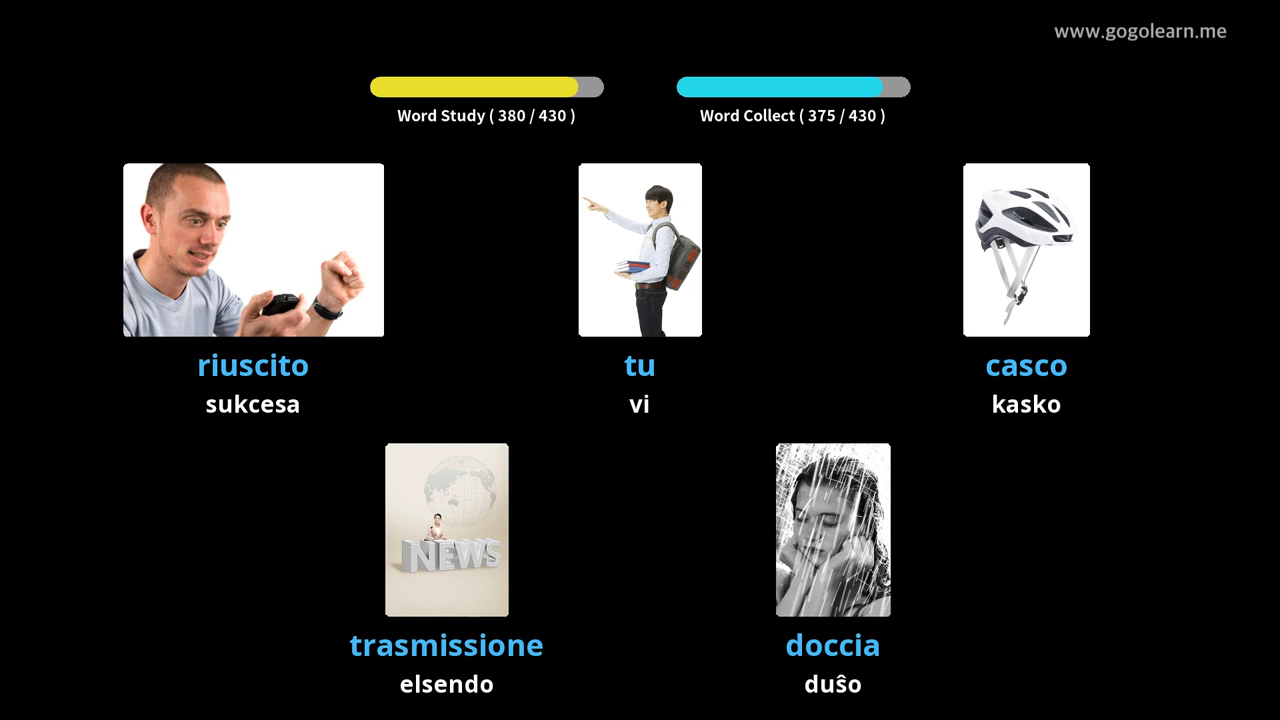 www.gogolearn.me
Word Study ( 380 / 430 )
Word Collect ( 375 / 430 )
riuscito
sukcesa
tu
vi
casco
kasko
NEWS
trasmissione
elsendo
doccia
duŝo